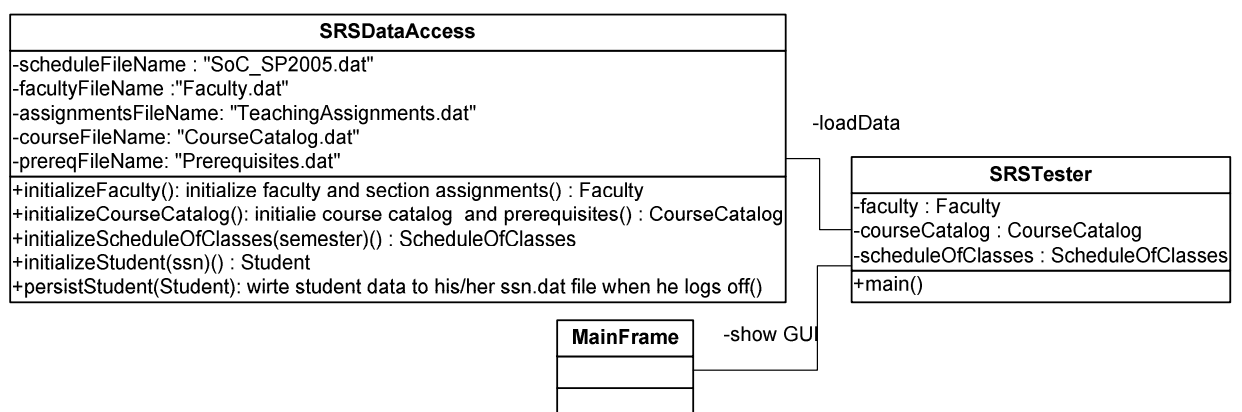 SRSDataAccess
-scheduleFileName : "SoC_SP2005.dat"
-facultyFileName :"Faculty.dat"
-assignmentsFileName: "TeachingAssignments.dat"
-courseFileName: "CourseCatalog.dat"
-prereqFileName: "Prerequisites.dat"
+initializeFaculty(): initialize faculty and section assignments() : Faculty
+initializeCourseCatalog(): initialie course catalog and prerequisites() : CourseCatalog
+initializeScheduleOfClasses(semester)() : ScheduleOfClasses
+initializeStudent(ssn)() : Student
+persistStudent(Student): wirte student data to his/her ssn.dat file when he logs off()
-loadData
SRSTester
-faculty : Faculty
-courseCatalog : CourseCatalog
-scheduleOfClasses : ScheduleOfClasses
+main()
MainFrame
-show GUI